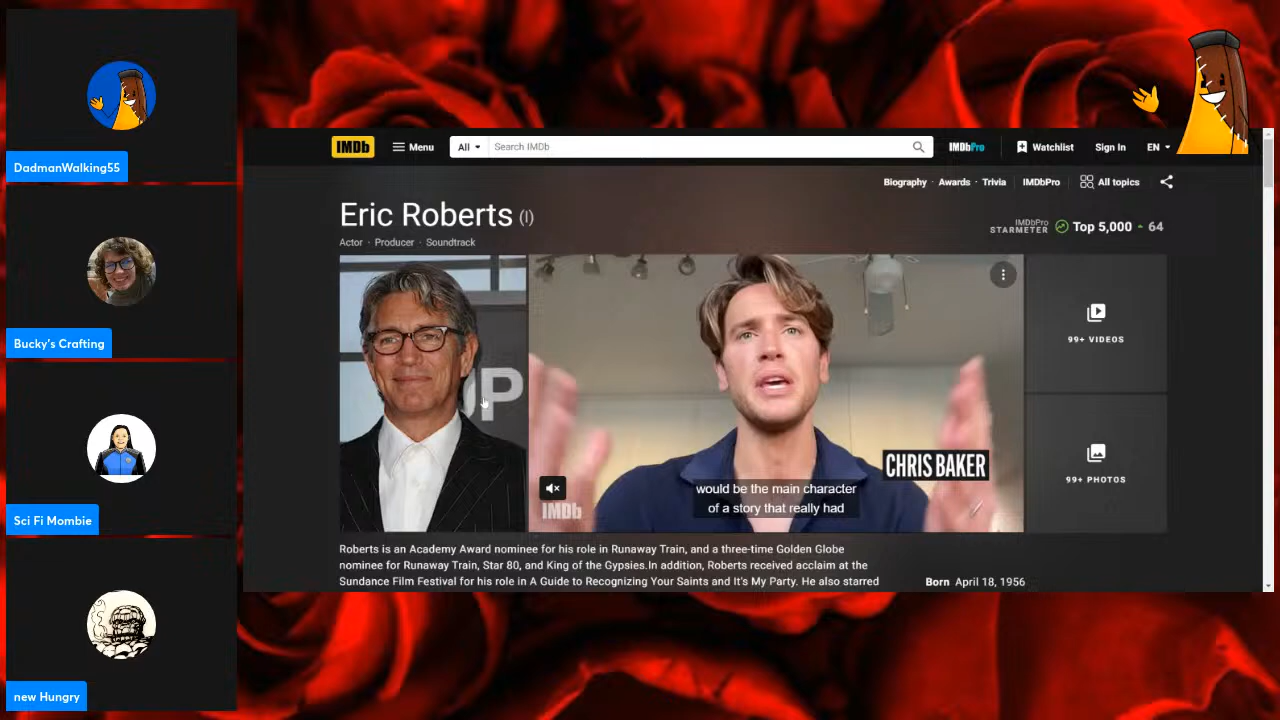 DadmanWalking55
Bucky's Crafting
Sci Fi Mombie
new Hungry
IMDb
Menu
All
Search IMDb
IMDbPro
Watchlist
Sign In
EN
Biography · Awards · Trivia
IMDbPro
All topics
Eric Roberts (I)
Actor · Producer · Soundtrack
IMDbPro
STARMETER
Top 5,000
64
UP
CHRIS BAKER
would be the main character
of a story that really had
IMDb
99+ VIDEOS
99+ PHOTOS
Roberts is an Academy Award nominee for his role in Runaway Train, and a three-time Golden Globe
nominee for Runaway Train, Star 80, and King of the Gypsies.In addition, Roberts received acclaim at the
Sundance Film Festival for his role in A Guide to Recognizing Your Saints and It's My Party. He also starred
Born April 18, 1956